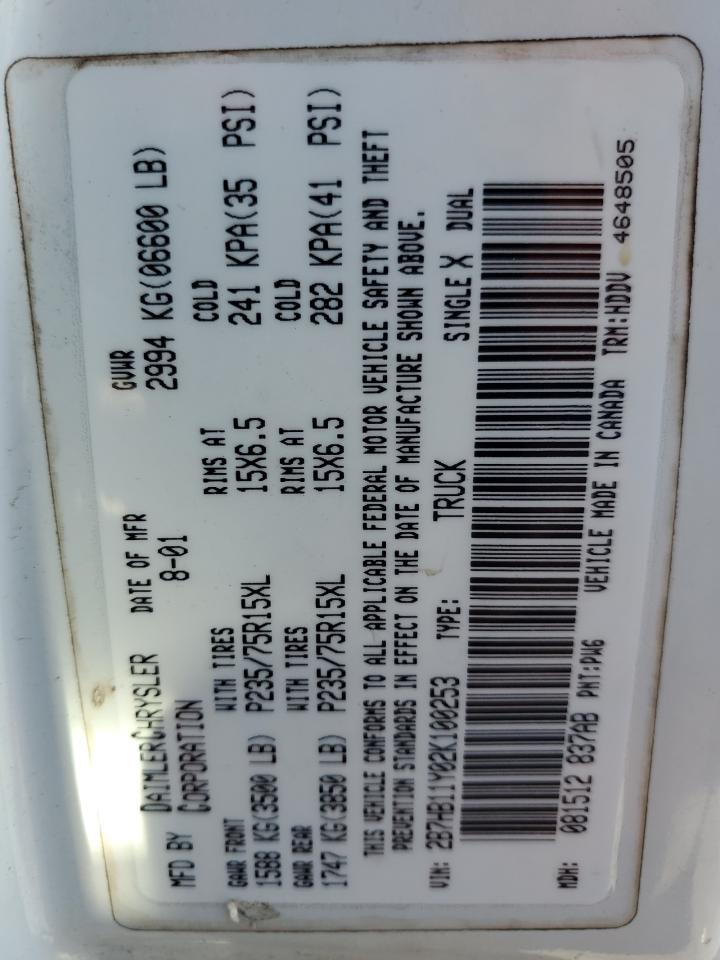 MFD BY DAIMLERCHRYSLER CORPORATION DATE OF MFR 8-01 GVWR 2994 KG(06600 LB)
GAWR FRONT WITH TIRES RIMS AT COLD
1588 KG(3500 LB) P235/75R15XL 15X6.5 241 KPA(35 PSI)
GAWR REAR WITH TIRES RIMS AT COLD
1747 KG(3850 LB) P235/75R15XL 15X6.5 282 KPA(41 PSI)
THIS VEHICLE CONFORMS TO ALL APPLICABLE FEDERAL MOTOR VEHICLE SAFETY AND THEFT
PREVENTION STANDARDS IN EFFECT ON THE DATE OF MANUFACTURE SHOWN ABOVE.
VIN: 2B7HB11Y02K100253 TYPE: TRUCK SINGLE X DUAL
MDH: 081512 837AB PNT:PW6 VEHICLE MADE IN CANADA TRM:HDDV 4648505